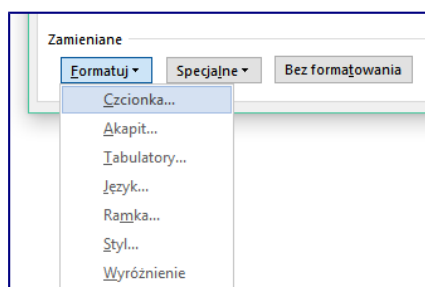 Zamieniane
Formatuj Specjalne Bez formatowania
Czcionka...
Akapit...
Tabulatory...
Język...
Ramka...
Styl...
Wyróżnienie